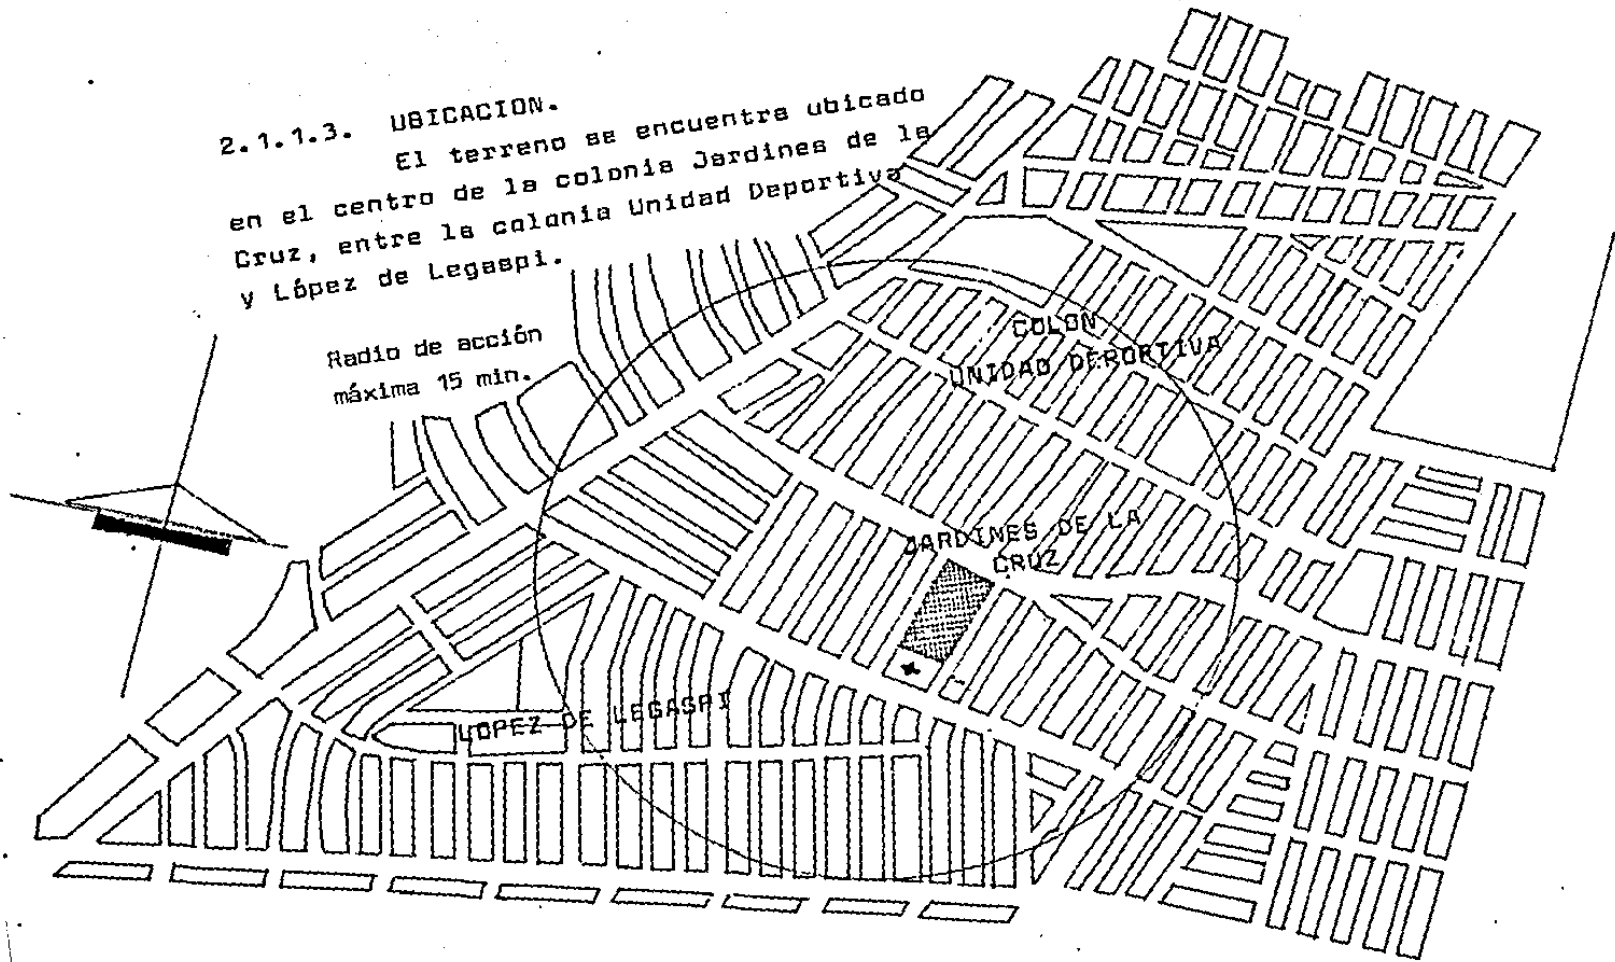 2.1.1.3. UBICACION.
El terreno se encuentra ubicado
en el centro de la colonia Jardines de la
Cruz, entre la colonia Unidad Deportiva
y López de Legaspi.
Radio de acción
máxima 15 min.
COLON
UNIDAD DEPORTIVA
JARDINES DE LA
CRUZ
LOPEZ DE LEGASPI